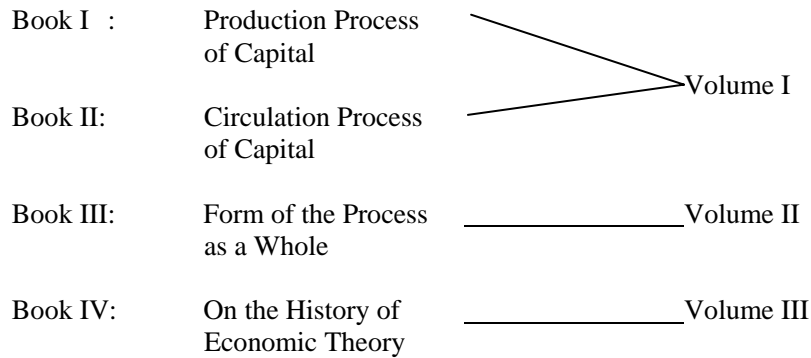 Book I : Production Process
of Capital
Volume I
Book II: Circulation Process
of Capital
Book III: Form of the Process Volume II
as a Whole
Book IV: On the History of Volume III
Economic Theory